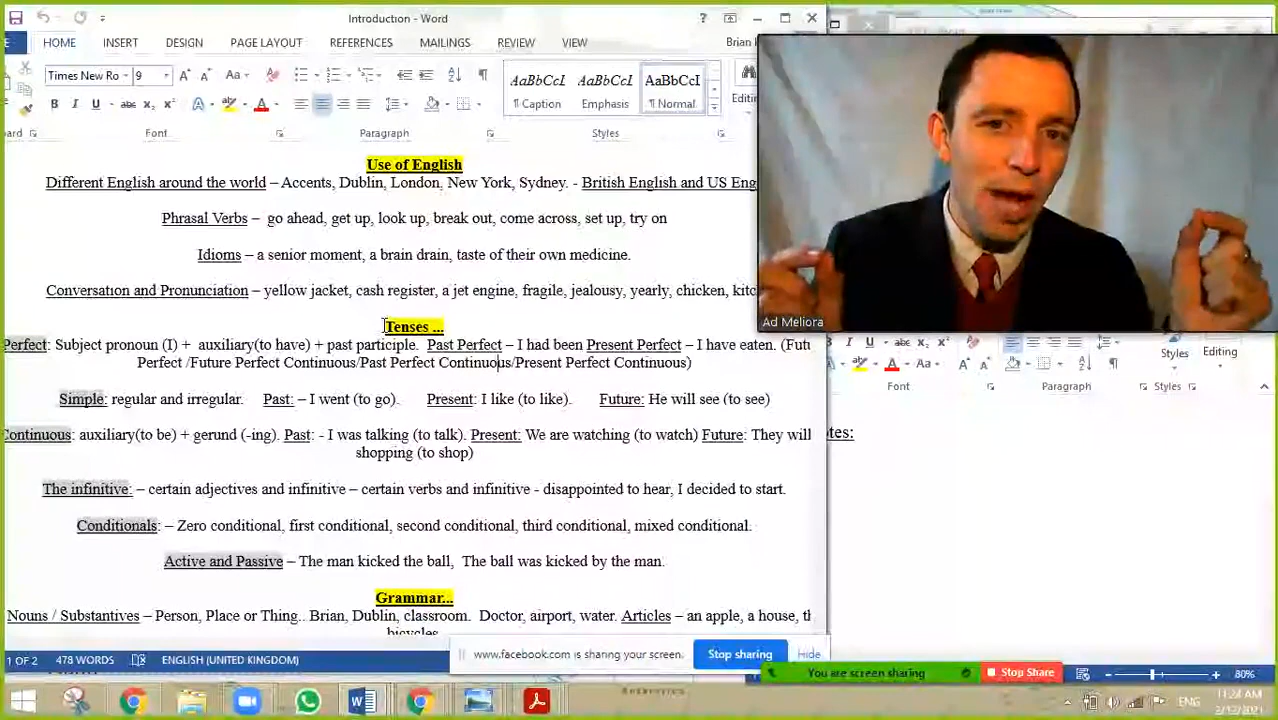 Introduction - Word
HOME INSERT DESIGN PAGE LAYOUT REFERENCES MAILINGS REVIEW VIEW Brian
Times New Ro 9 Aa
AaBbCcI AaBbCcI AaBbCcI
¶ Caption Emphasis ¶ Normal
B I U abc x₂ x² A A
Font Paragraph Styles
Use of English
Different English around the world – Accents, Dublin, London, New York, Sydney. - British English and US Eng
Phrasal Verbs – go ahead, get up, look up, break out, come across, set up, try on
Idioms – a senior moment, a brain drain, taste of their own medicine.
Conversation and Pronunciation – yellow jacket, cash register, a jet engine, fragile, jealousy, yearly, chicken, kitc
Tenses ...
Perfect: Subject pronoun (I) + auxiliary(to have) + past participle. Past Perfect – I had been Present Perfect – I have eaten. (Futu
Perfect /Future Perfect Continuous/Past Perfect Continuous/Present Perfect Continuous)
Simple: regular and irregular. Past: – I went (to go). Present: I like (to like). Future: He will see (to see)
Continuous: auxiliary(to be) + gerund (-ing). Past: - I was talking (to talk). Present: We are watching (to watch) Future: They will
shopping (to shop)
The infinitive: – certain adjectives and infinitive – certain verbs and infinitive - disappointed to hear, I decided to start.
Conditionals: – Zero conditional, first conditional, second conditional, third conditional, mixed conditional.
Active and Passive – The man kicked the ball, The ball was kicked by the man.
Grammar...
Nouns / Substantives – Person, Place or Thing.. Brian, Dublin, classroom. Doctor, airport, water. Articles – an apple, a house, th
bicycles
1 OF 2 478 WORDS ENGLISH (UNITED KINGDOM)
www.facebook.com is sharing your screen. Stop sharing Hide
Ad Meliora
Styles Editing
Font Paragraph Styles
otes:
You are screen sharing Stop Share
80%
ENG
11:24 AM